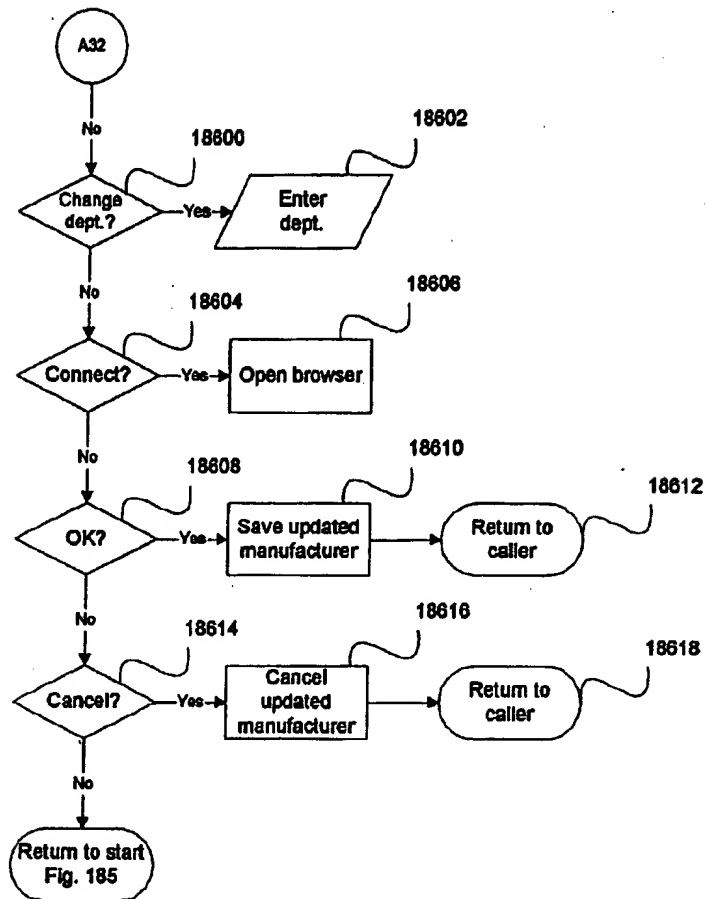 A32
No
18600
18602
Change
dept.?
Yes
Enter
dept.
No
18604
18606
Connect?
Yes
Open browser
No
18608
18610
18612
OK?
Yes
Save updated
manufacturer
Return to
caller
No
18614
18616
18618
Cancel?
Yes
Cancel
updated
manufacturer
Return to
caller
No
Return to start
Fig. 185